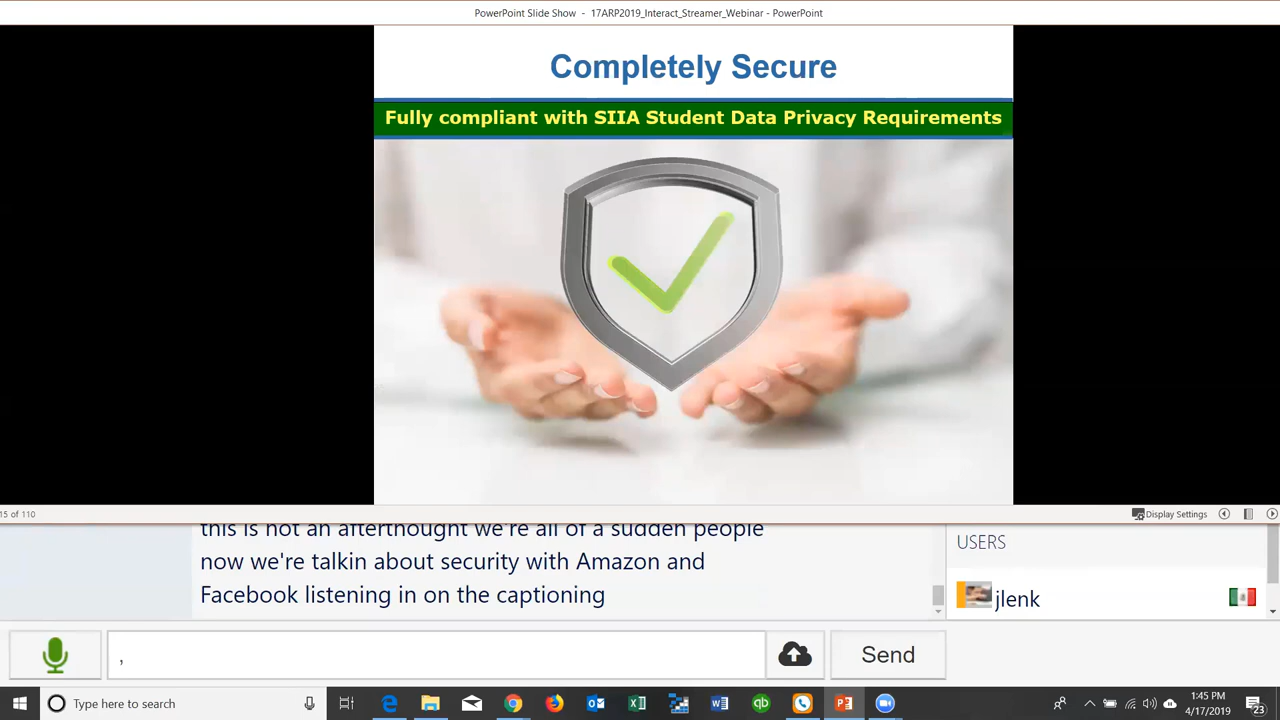 PowerPoint Slide Show - 17ARP2019_Interact_Streamer_Webinar - PowerPoint
Completely Secure
Fully compliant with SIIA Student Data Privacy Requirements
15 of 110
Display Settings
this is not an afterthought we're all of a sudden people
now we're talkin about security with Amazon and
Facebook listening in on the captioning
USERS
jlenk
,
Send
Type here to search
1:45 PM
4/17/2019
23